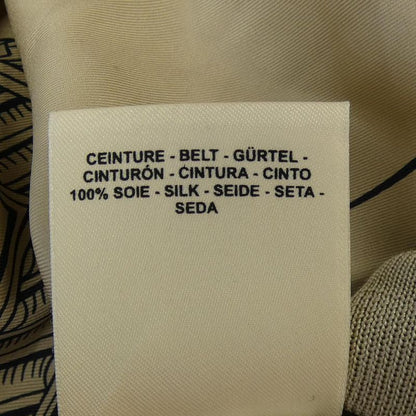 CEINTURE - BELT - GÜRTEL -
CINTURÓN - CINTURA - CINTO
100% SOIE - SILK - SEIDE - SETA -
SEDA